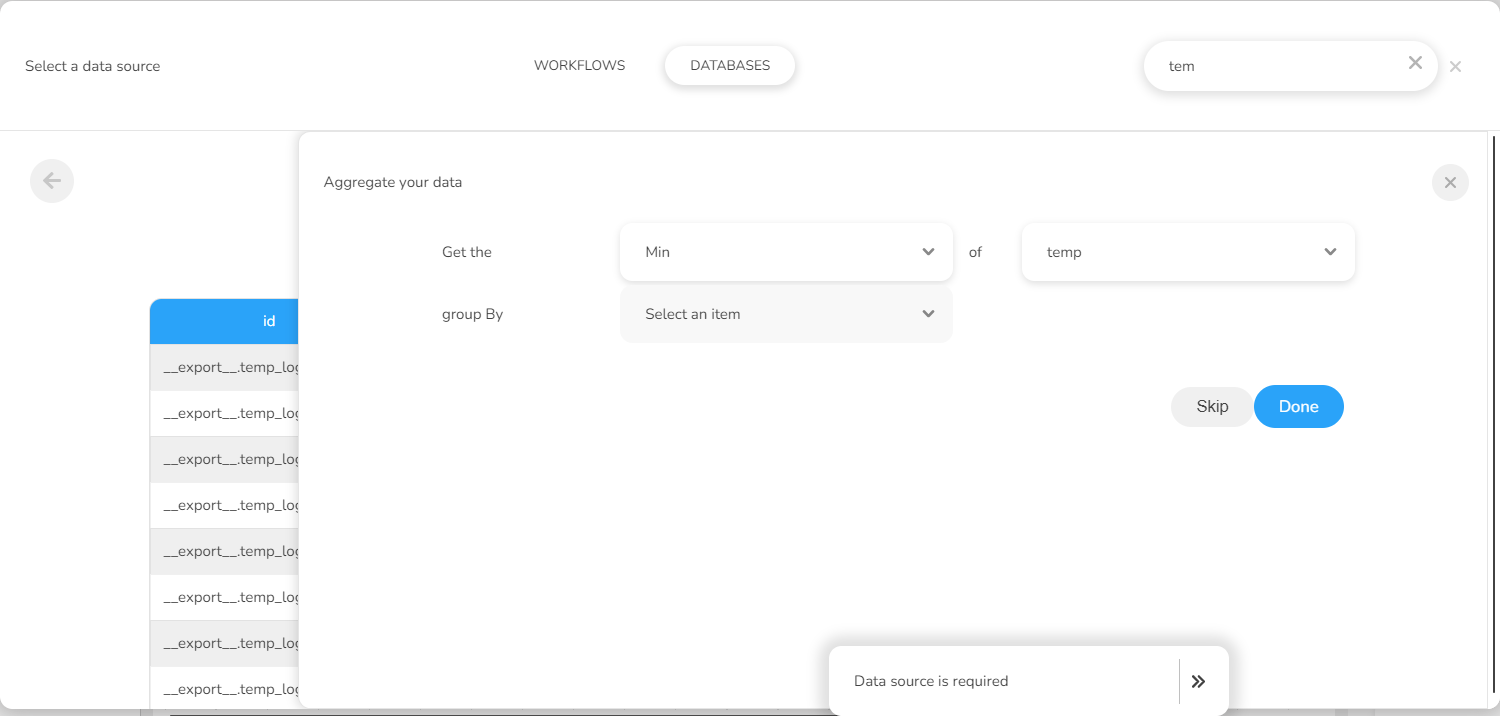 Select a data source
WORKFLOWS
DATABASES
tem
Aggregate your data
Get the
Min
of
temp
group By
Select an item
Skip
Done
id
__export__.temp_log
__export__.temp_log
__export__.temp_log
__export__.temp_log
__export__.temp_log
__export__.temp_log
__export__.temp_log
__export__.temp_log
Data source is required